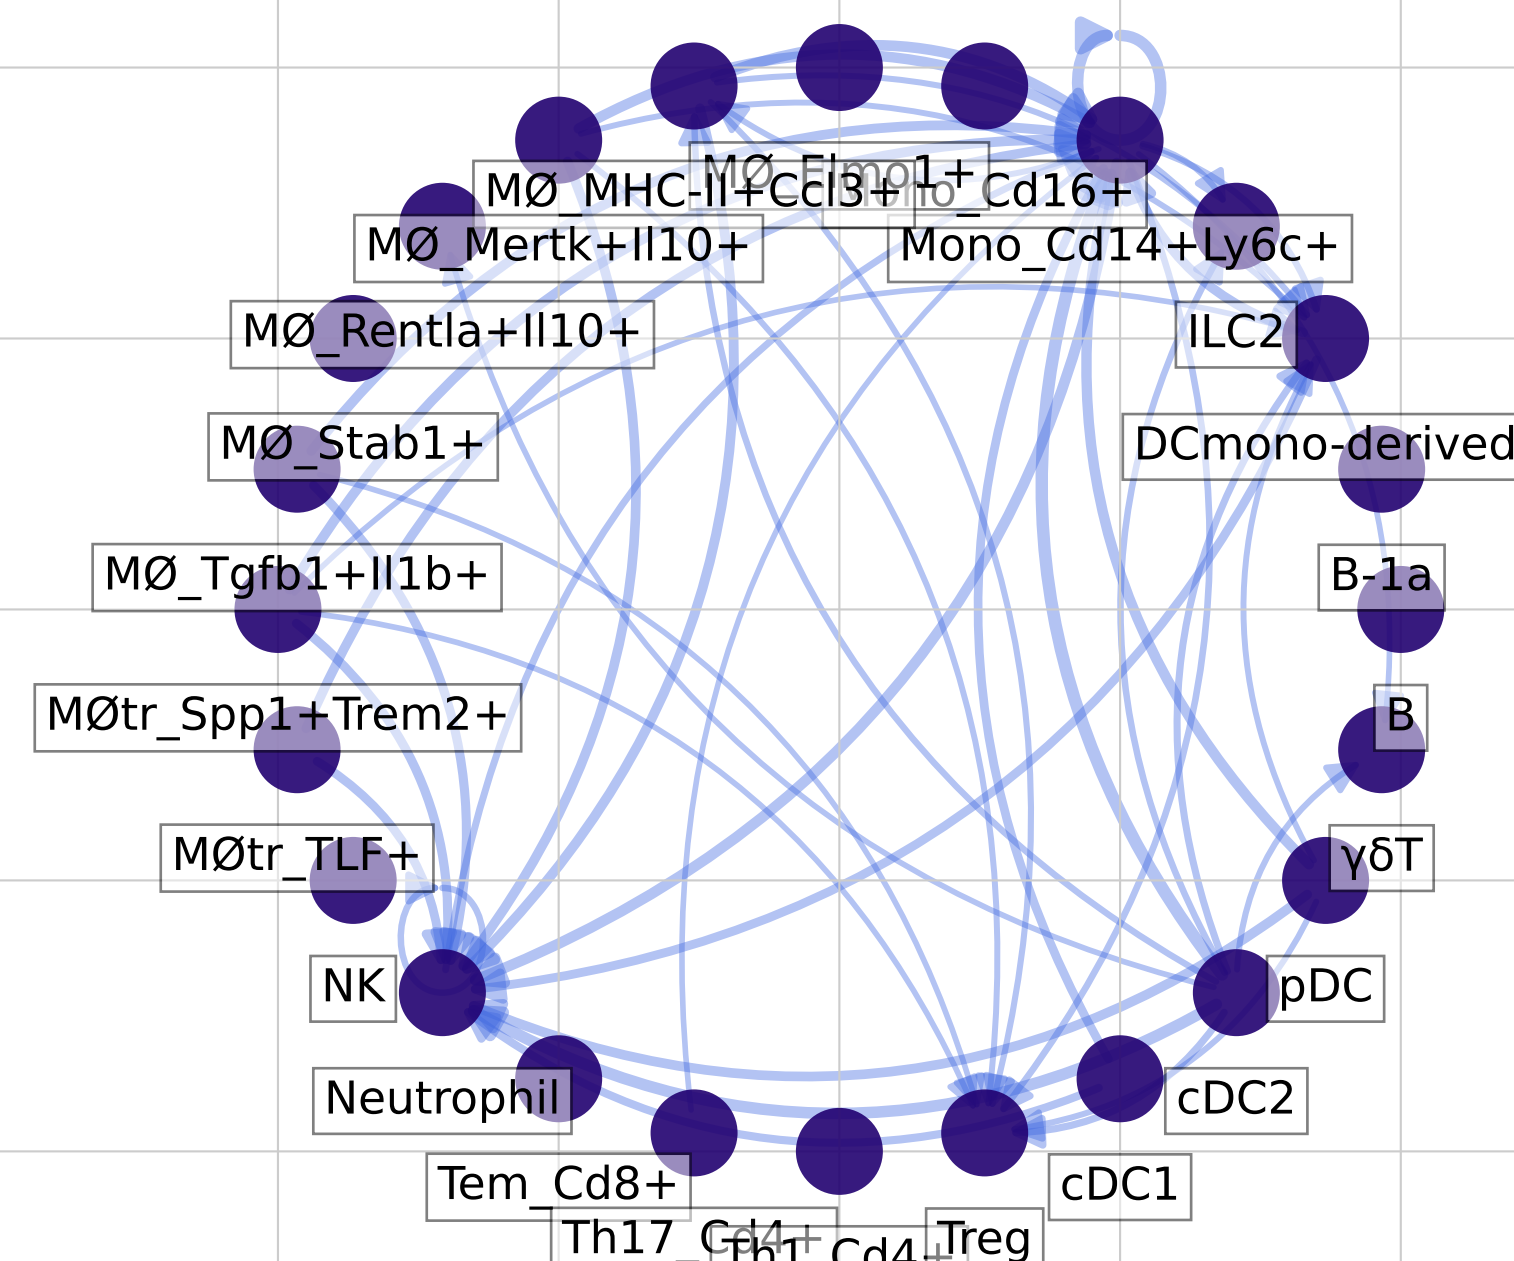 MØ_Elmo1+
MØ_MHC-II+Ccl3+
Mono_Cd16+
MØ_Mertk+Il10+
Mono_Cd14+Ly6c+
MØ_Rentla+Il10+
ILC2
MØ_Stab1+
DCmono-derived
MØ_Tgfb1+Il1b+
B-1a
MØtr_Spp1+Trem2+
B
MØtr_TLF+
γδT
NK
pDC
Neutrophil
cDC2
Tem_Cd8+
cDC1
Th17_Cd4+
Th1_Cd4+
Treg